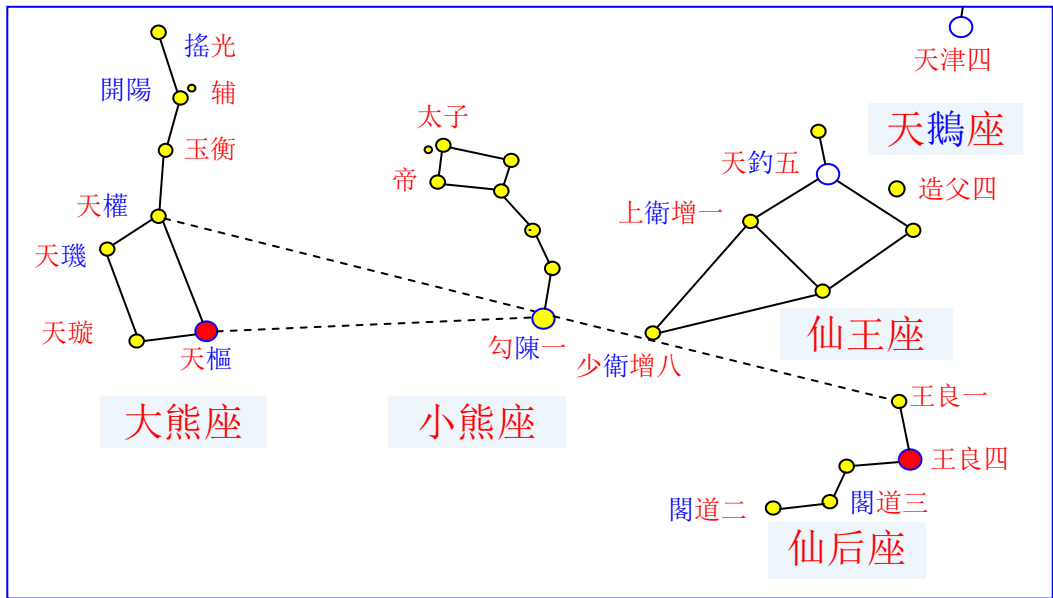 搖光
開陽
辅
玉衡
天權
天璣
天璇
天樞
大熊座
太子
帝
勾陳一
小熊座
天津四
天鵝座
天釣五
造父四
上衛增一
少衛增八
仙王座
王良一
王良四
閣道三
閣道二
仙后座